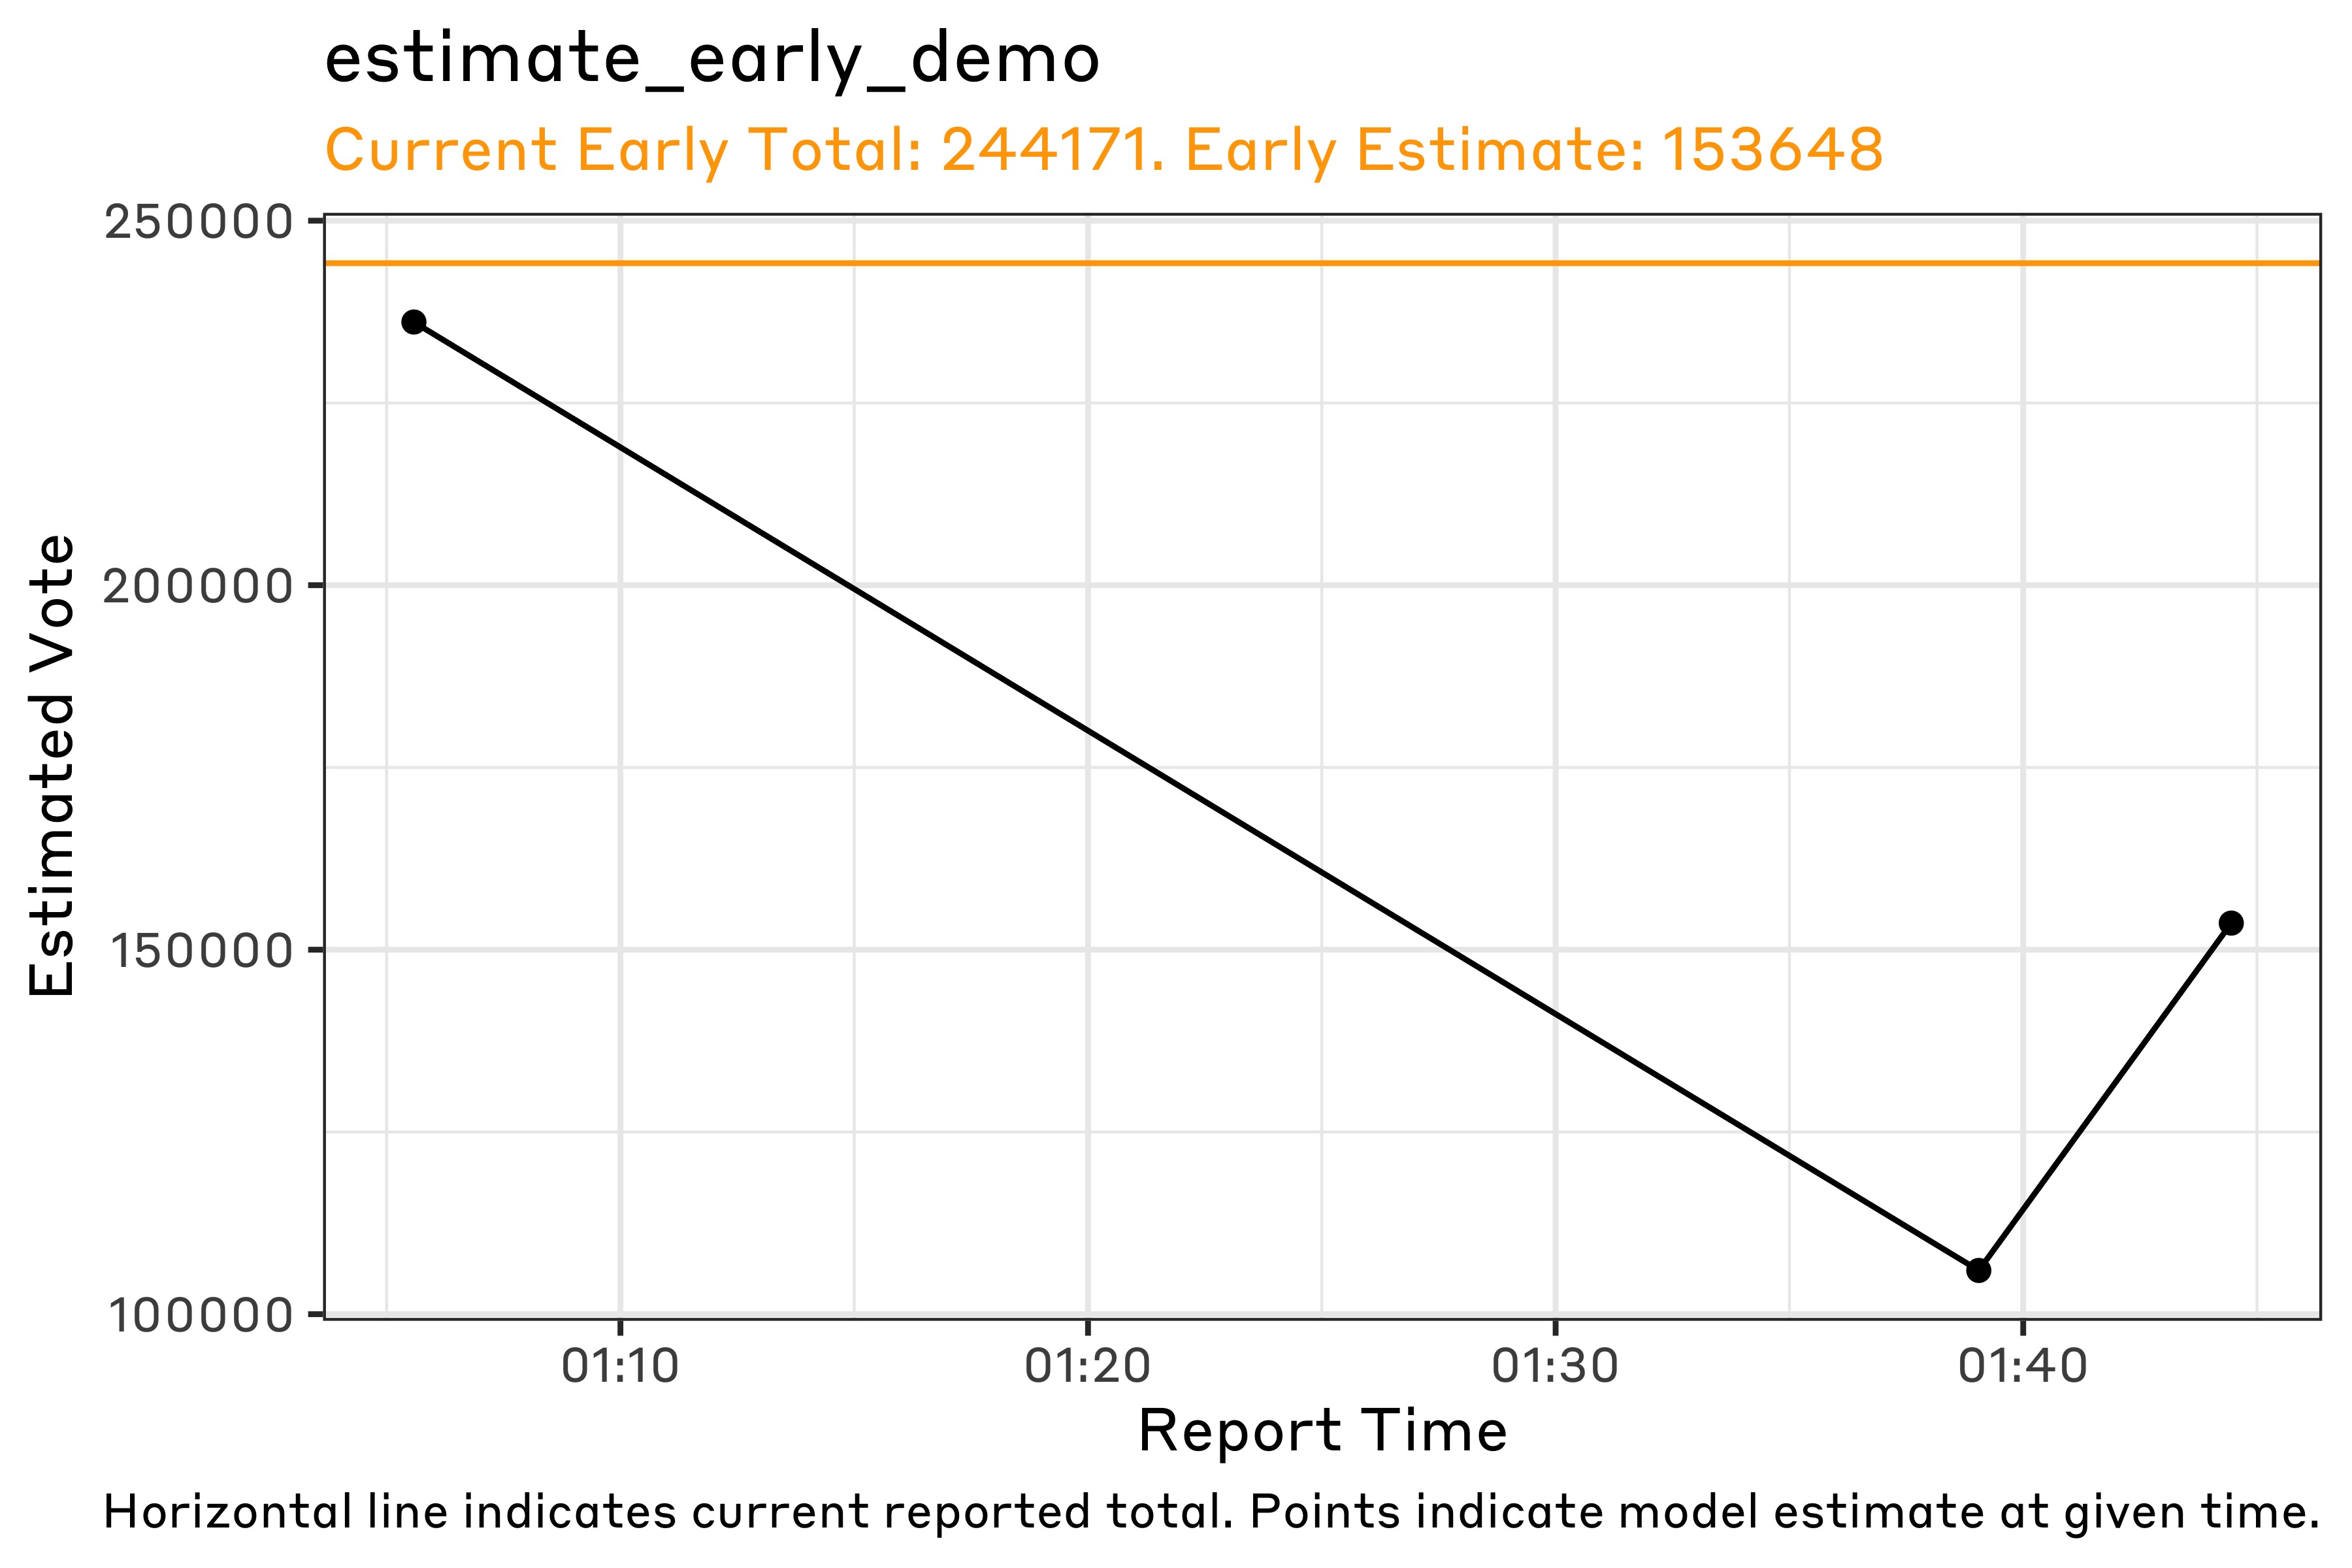 estimate_early_demo
Current Early Total: 244171. Early Estimate: 153648
250000
200000
150000
100000
Estimated Vote
01:10 01:20 01:30 01:40
Report Time
Horizontal line indicates current reported total. Points indicate model estimate at given time.